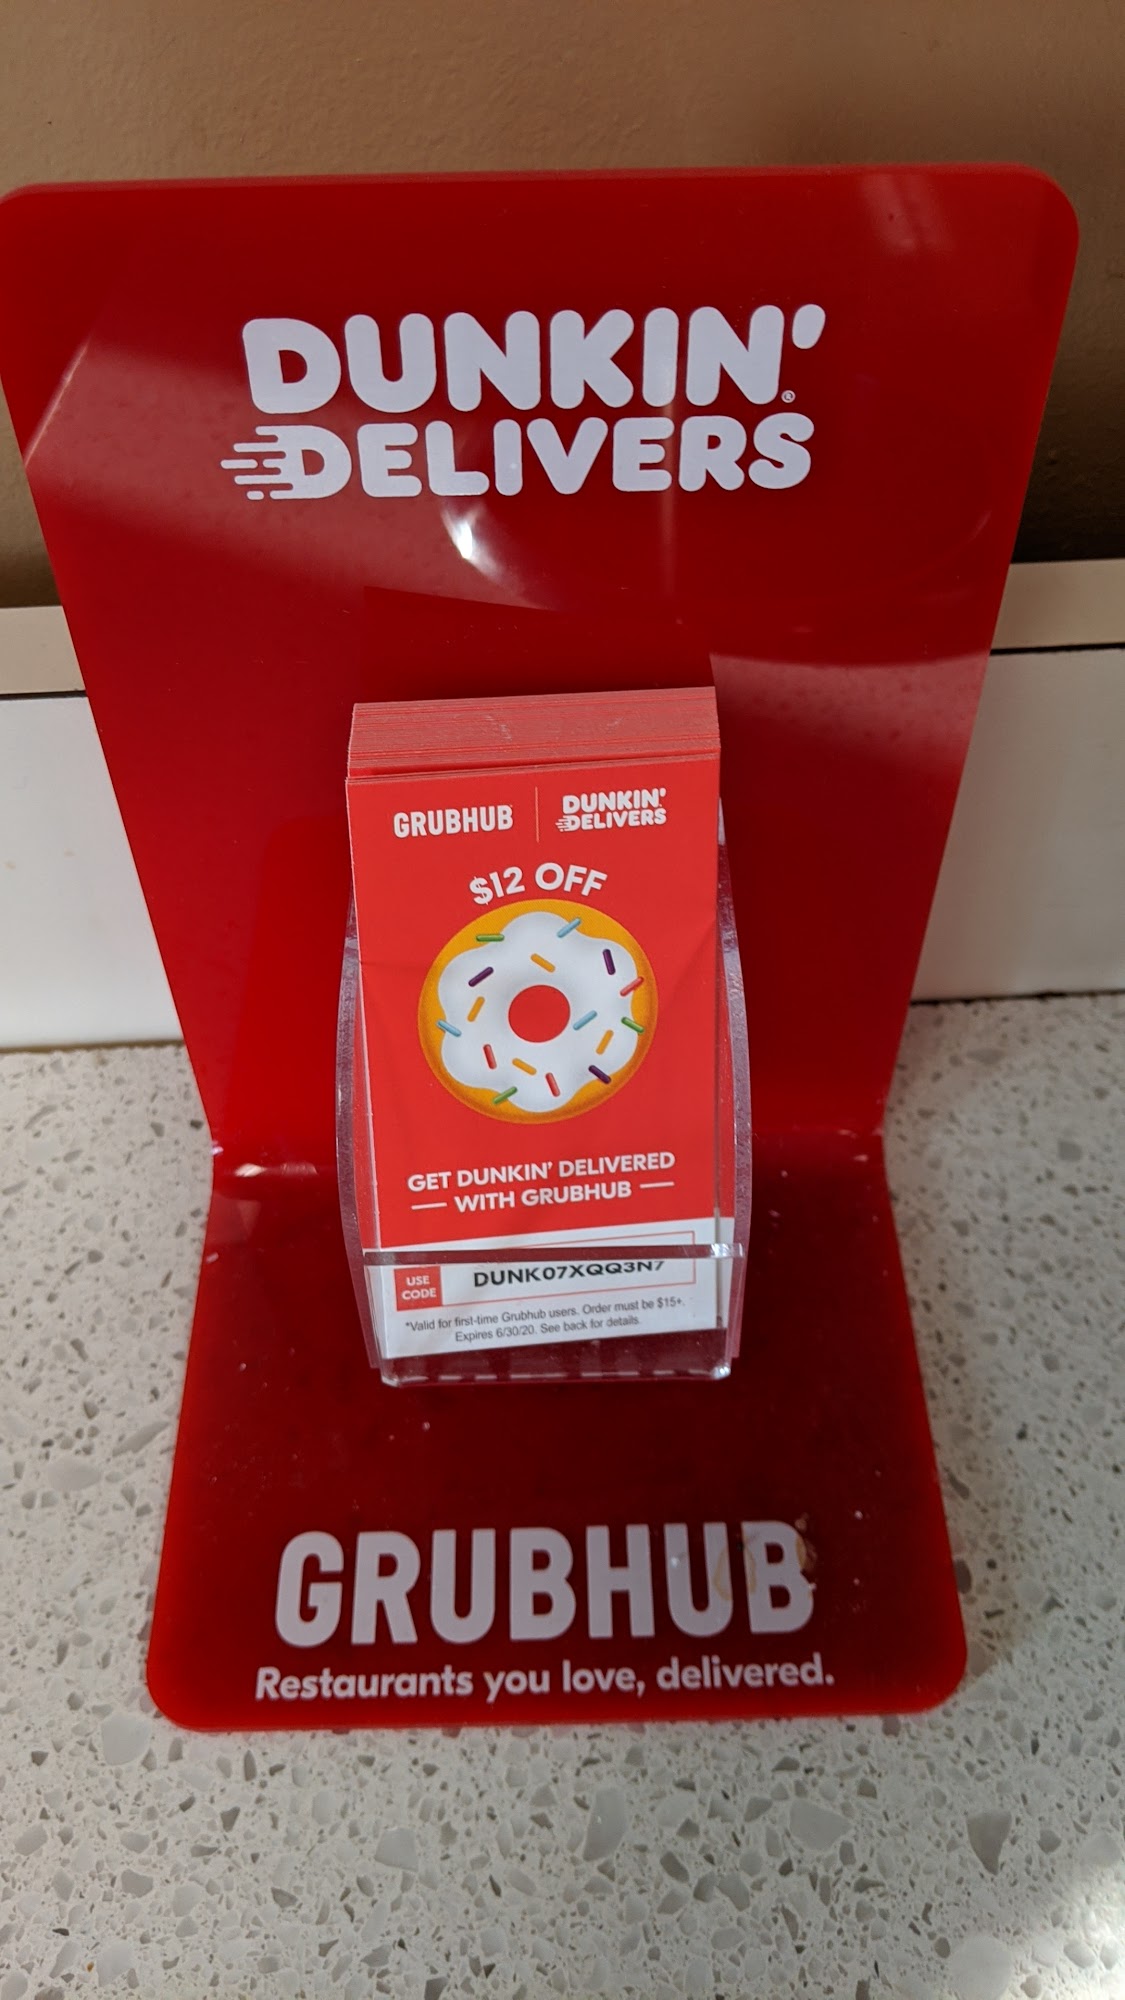 DUNKIN'®
DELIVERS
GRUBHUB
DUNKIN'
DELIVERS
$12 OFF
GET DUNKIN' DELIVERED
— WITH GRUBHUB —
USE
CODE
DUNK07XQQ3N7
*Valid for first-time Grubhub users. Order must be $15+.
Expires 6/30/20. See back for details.
GRUBHUB
Restaurants you love, delivered.